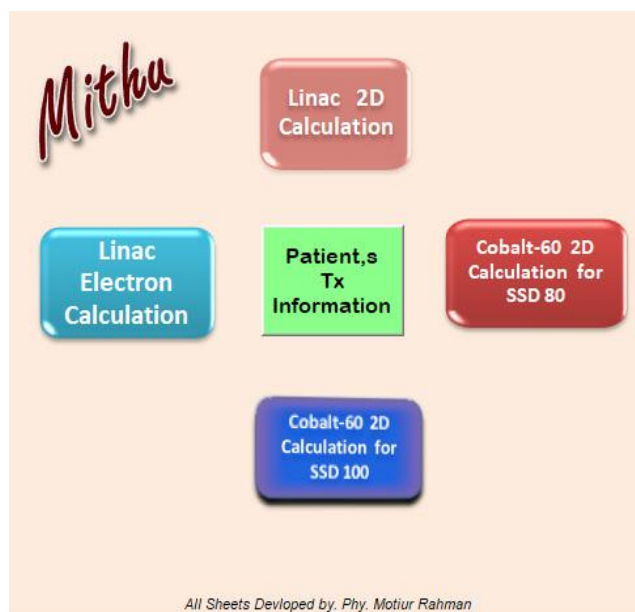 Mithu
Linac 2D
Calculation
Linac
Electron
Calculation
Patient,s
Tx
Information
Cobalt-60 2D
Calculation for
SSD 80
Cobalt-60 2D
Calculation for
SSD 100
All Sheets Devloped by. Phy. Motiur Rahman